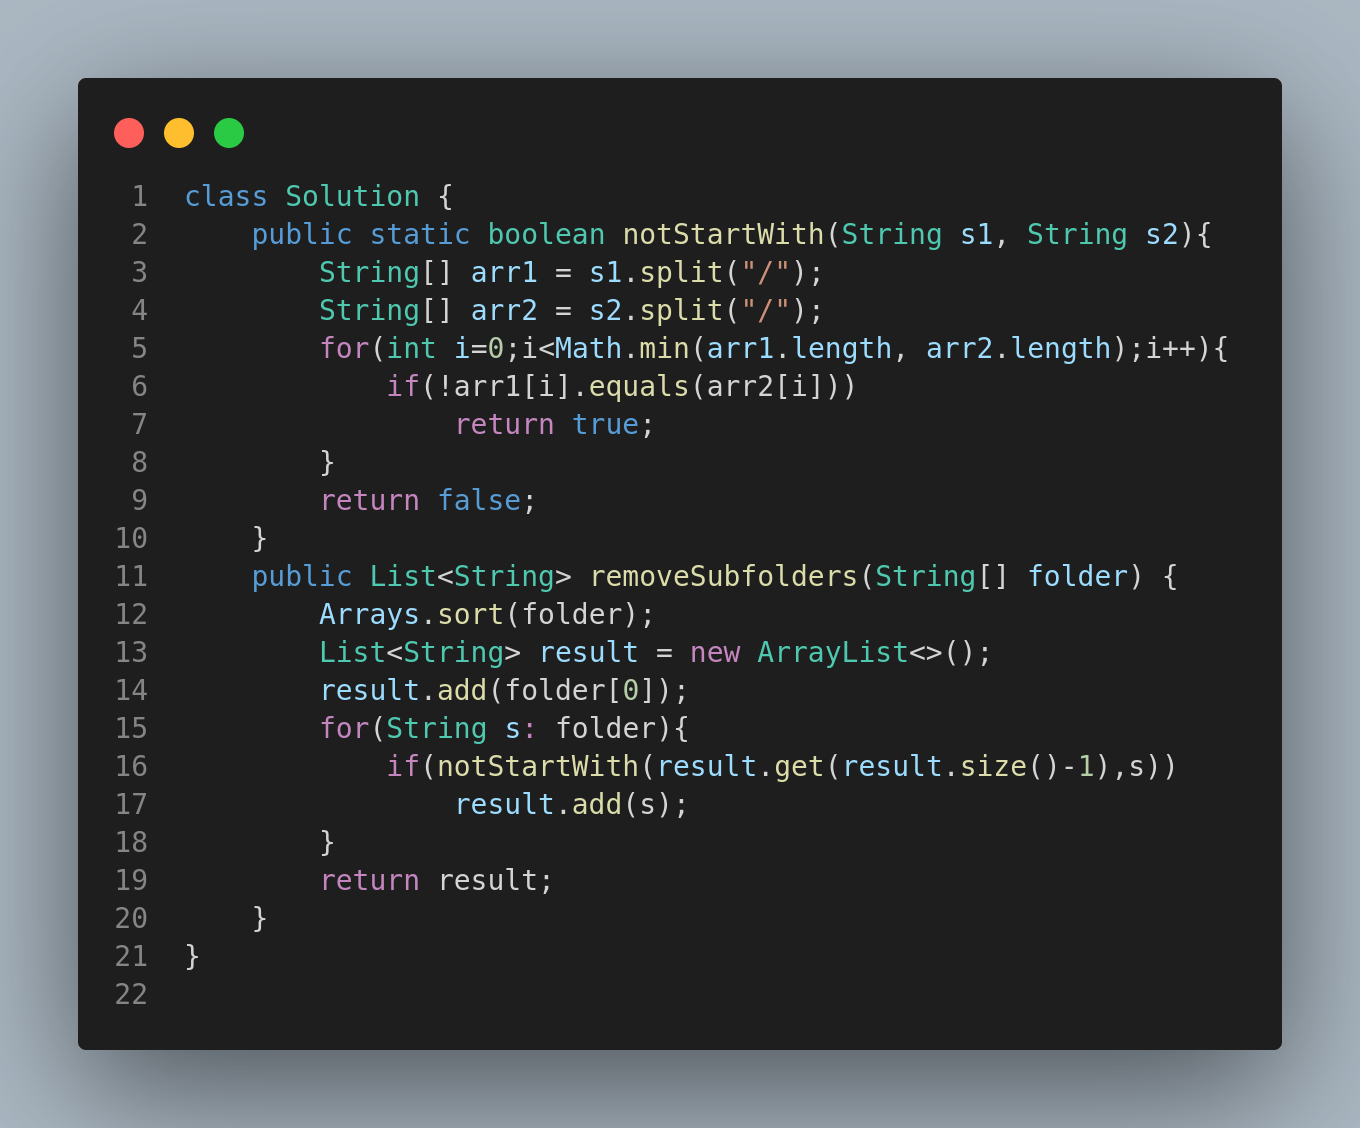 1 class Solution {
2     public static boolean notStartWith(String s1, String s2){
3         String[] arr1 = s1.split("/");
4         String[] arr2 = s2.split("/");
5         for(int i=0;i<Math.min(arr1.length, arr2.length);i++){
6             if(!arr1[i].equals(arr2[i]))
7                 return true;
8         }
9         return false;
10     }
11     public List<String> removeSubfolders(String[] folder) {
12         Arrays.sort(folder);
13         List<String> result = new ArrayList<>();
14         result.add(folder[0]);
15         for(String s: folder){
16             if(notStartWith(result.get(result.size()-1),s))
17                 result.add(s);
18         }
19         return result;
20     }
21 }
22